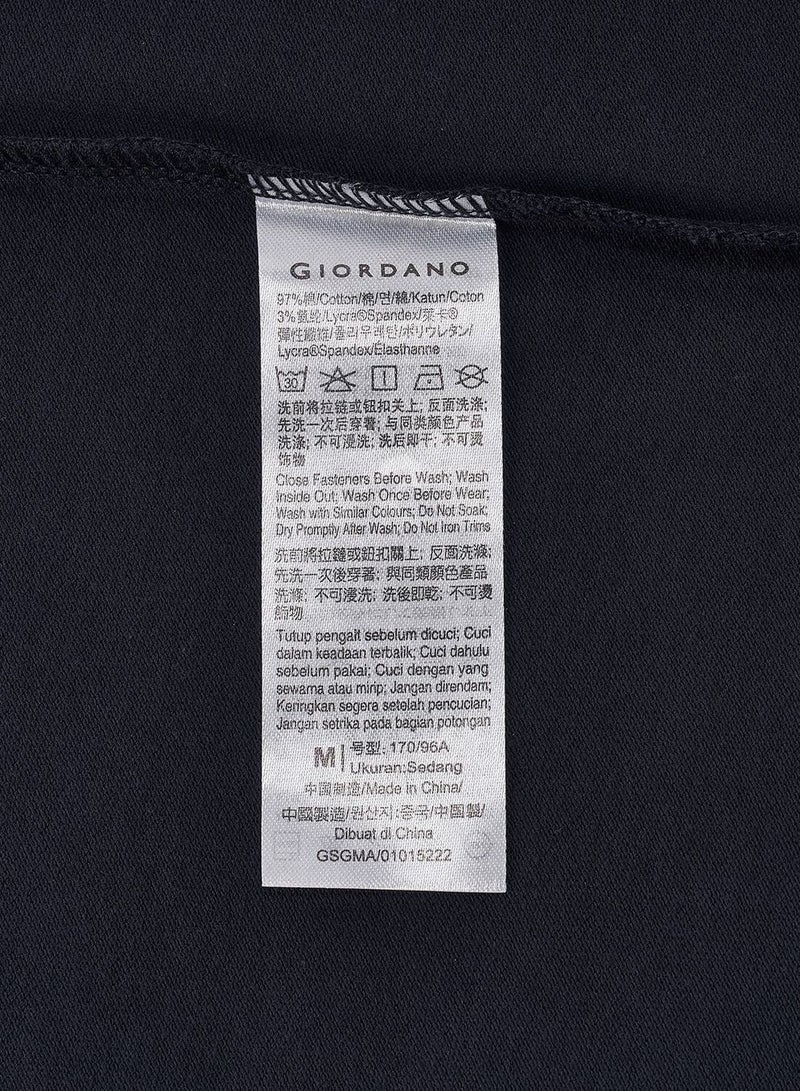 GIORDANO
97%綿/Cotton/棉/면/綿/Katun/Coton
3%氨纶/Lycra®Spandex/萊卡®
彈性纖維/폴리우레탄/ポリウレタン/
Lycra®Spandex/Élasthanne
30
洗前将拉链或钮扣关上; 反面洗涤;
先洗一次后穿著; 与同类颜色产品
洗涤; 不可浸洗; 洗后即干; 不可烫
饰物
Close Fasteners Before Wash; Wash
Inside Out; Wash Once Before Wear;
Wash with Similar Colours; Do Not Soak;
Dry Promptly After Wash; Do Not Iron Trims
洗前將拉鏈或鈕扣關上; 反面洗滌;
先洗一次後穿著; 與同類顏色產品
洗滌; 不可浸洗; 洗後即乾; 不可燙
飾物
Tutup pengait sebelum dicuci; Cuci
dalam keadaan terbalik; Cuci dahulu
sebelum pakai; Cuci dengan yang
sewarna atau mirip; Jangan direndam;
Keringkan segera setelah pencucian;
Jangan setrika pada bagian potongan
M 号型: 170/96A
Ukuran:Sedang
中国制造/Made in China/
中國製造/원산지:중국/中国製/
Dibuat di China
GSGMA/01015222